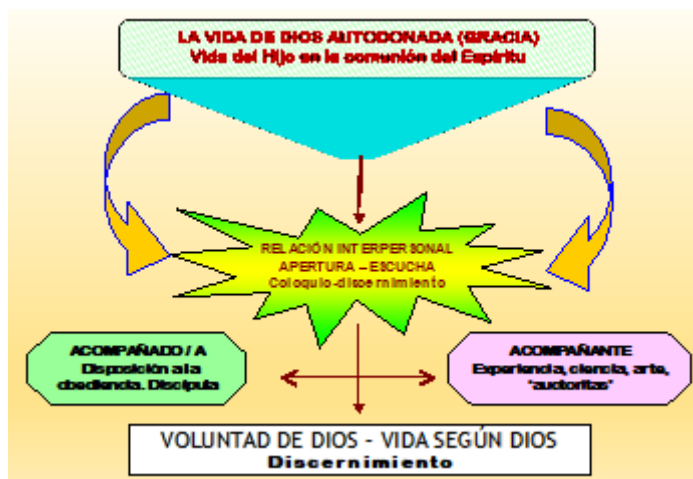 LA VIDA DE DIOS AUTODONADA (GRACIA)
Vida del Hijo en la comunión del Espíritu
RELACIÓN INTERPERSONAL
APERTURA – ESCUCHA
Coloquio-discernimiento
ACOMPAÑADO / A
Disposición a la
obediencia. Discípula
ACOMPAÑANTE
Experiencia, ciencia, arte,
"auctoritas"
VOLUNTAD DE DIOS – VIDA SEGÚN DIOS
Discernimiento